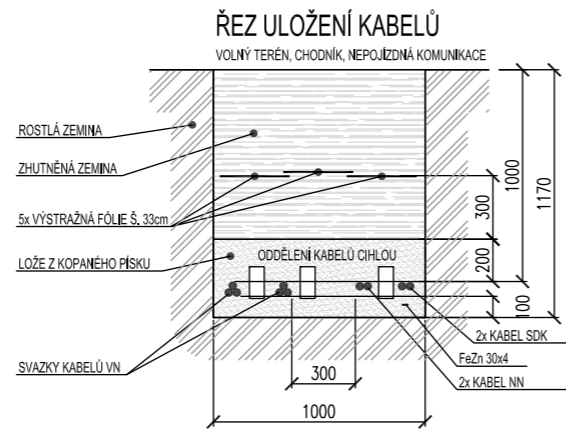 ŘEZ ULOŽENÍ KABELŮ
VOLNÝ TERÉN, CHODNÍK, NEPOJÍZDNÁ KOMUNIKACE
ROSTLÁ ZEMINA
ZHUTNĚNÁ ZEMINA
5x VÝSTRAŽNÁ FÓLIE Š. 33cm
LOŽE Z KOPANÉHO PÍSKU
ODDĚLENÍ KABELŮ CIHLOU
SVAZKY KABELŮ VN
2x KABEL SDK
FeZn 30x4
2x KABEL NN
300
1000
300
200
100
1000
1170